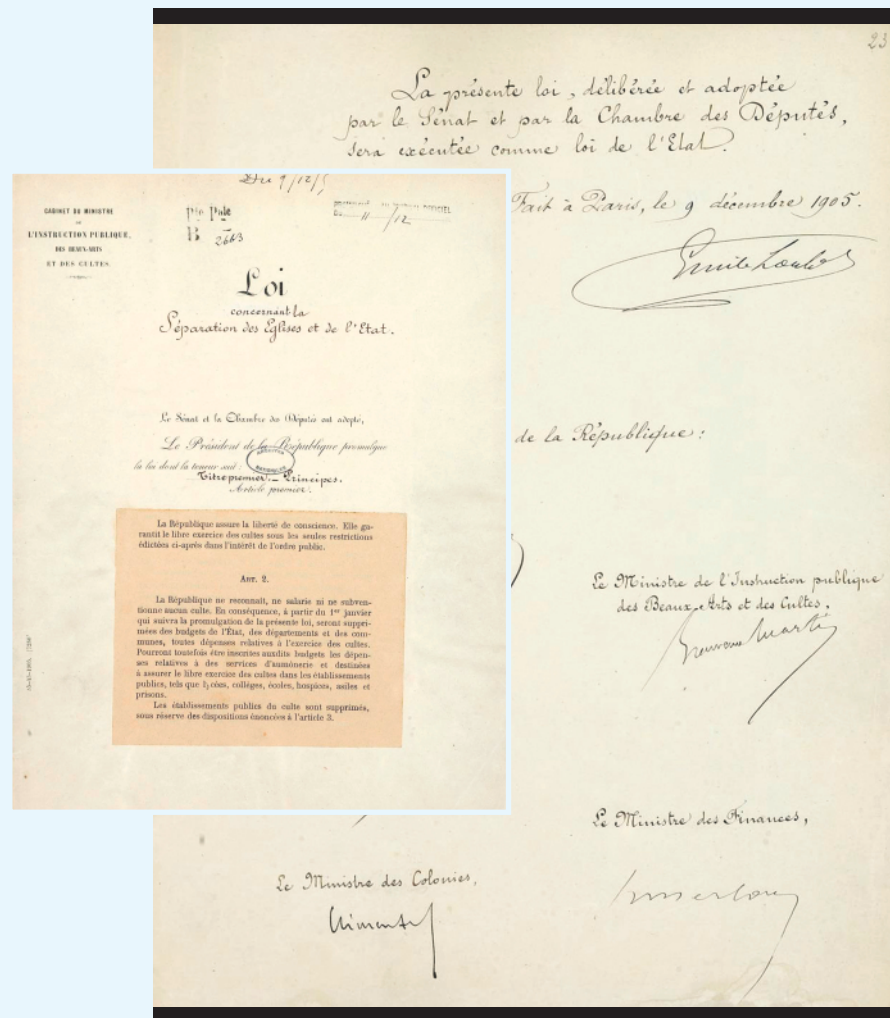 23
La présente loi, délibérée et adoptée
par le Sénat et par la Chambre des Députés,
sera exécutée comme loi de l'Etat.
Fait à Paris, le 9 décembre 1905.
Emile Loubet
de la République :
Le Ministre de l'Instruction publique
des Beaux-Arts et des Cultes,
Le Ministre des Finances,
Le Ministre des Colonies,
Du 9/12/5
CABINET DU MINISTRE
DE
L'INSTRUCTION PUBLIQUE,
DES BEAUX-ARTS
ET DES CULTES
B
2663
OFFICIEL
11/12
Loi
concernant la
Séparation des Eglises et de l'Etat.
Le Sénat et la Chambre des Députés ont adopté,
Le Président de la République promulgue
la loi dont la teneur suit :
Titre premier. — Principes.
Article premier.
La République assure la liberté de conscience. Elle ga-
rantit le libre exercice des cultes sous les seules restrictions
édictées ci-après dans l'intérêt de l'ordre public.
ART. 2.
La République ne reconnaît, ne salarie ni ne subven-
tionne aucun culte. En conséquence, à partir du 1er janvier
qui suivra la promulgation de la présente loi, seront suppri-
mées des budgets de l'État, des départements et des com-
munes, toutes dépenses relatives à l'exercice des cultes.
Pourront toutefois être inscrites auxdits budgets les dépen-
ses relatives à des services d'aumônerie et destinées
à assurer le libre exercice des cultes dans les établissements
publics, tels que lycées, collèges, écoles, hospices, asiles et
prisons.
Les établissements publics du culte sont supprimés,
sous réserve des dispositions énoncées à l'article 3.